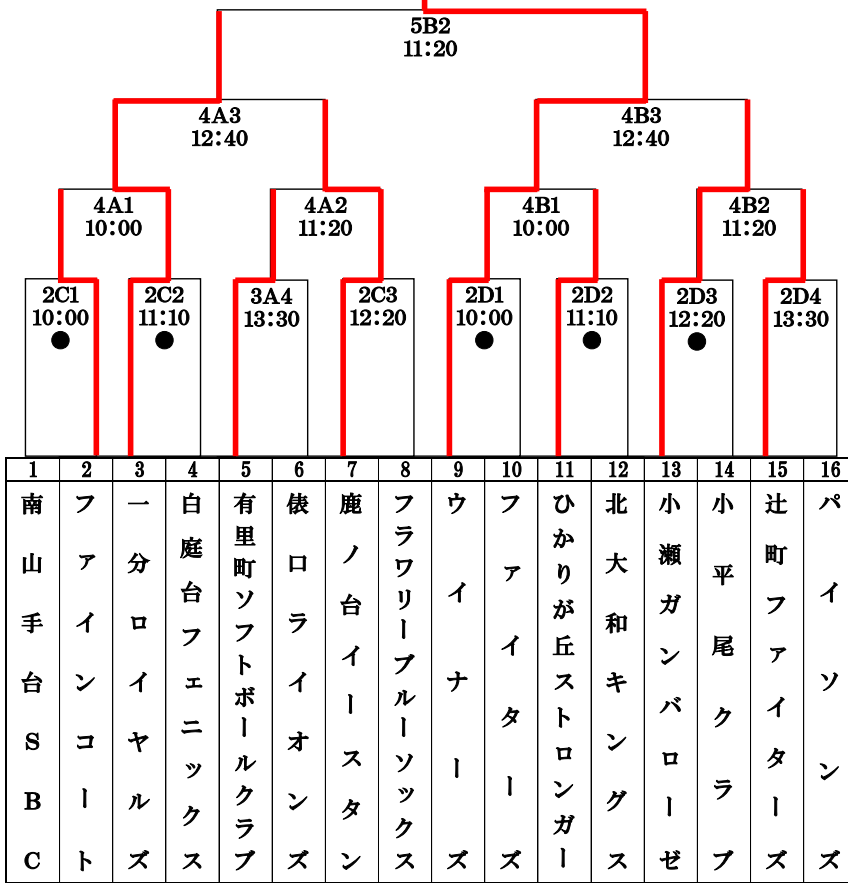 5B2
11:20
4A3
12:40
4B3
12:40
4A1
10:00
4A2
11:20
4B1
10:00
4B2
11:20
2C1
10:00
2C2
11:10
3A4
13:30
2C3
12:20
2D1
10:00
2D2
11:10
2D3
12:20
2D4
13:30
1
南山手台SBC
2
ファインコート
3
一分ロイヤルズ
4
白庭台フェニックス
5
有里町ソフトボールクラブ
6
俵口ライオンズ
7
鹿ノ台イースタン
8
フラワリーブルーソックス
9
ウイナーズ
10
ファイターズ
11
ひかりが丘ストロンガー
12
北大和キングス
13
小瀬ガンバローゼ
14
小平尾クラブ
15
辻町ファイターズ
16
パイソンズ